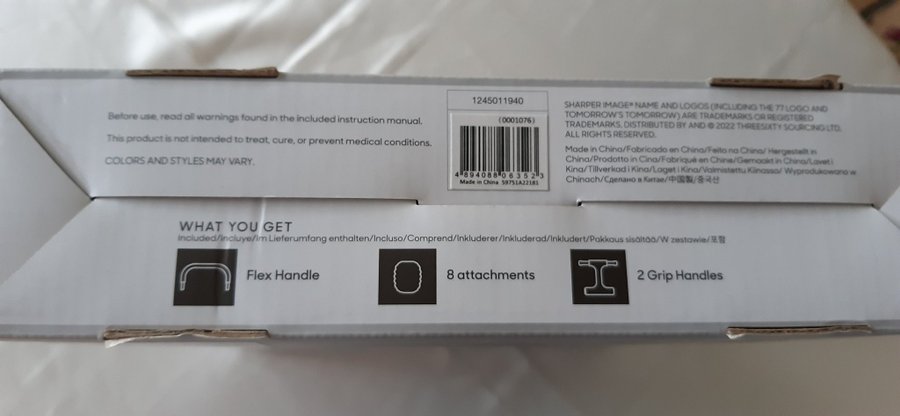 Before use, read all warnings found in the included instruction manual.
This product is not intended to treat, cure, or prevent medical conditions.
COLORS AND STYLES MAY VARY.
1245011940
(0001076)
4 894088 063523
Made in China 59751A22181
SHARPER IMAGE® NAME AND LOGOS (INCLUDING THE 77 LOGO AND
TOMORROW'S TOMORROW) ARE TRADEMARKS OR REGISTERED
TRADEMARKS, DISTRIBUTED BY AND © 2022 THREESIXTY SOURCING LTD.
ALL RIGHTS RESERVED.
Made in China/Fabricado en China/Feito na China/ Hergestellt in
China/Prodotto in Cina/Fabriqué en Chine/Gemaakt in China/Lavet i
Kina/Tillverkad i Kina/Laget i Kina/Valmistettu Kiinassa/ Wyprodukowano w
Chinach/Сделано в Китае/中国製/중국산
WHAT YOU GET
Included/Incluye/Im Lieferumfang enthalten/Incluso/Comprend/Inkluderer/Inkluderad/Inkludert/Pakkaus sisältää/W zestawie/포함
Flex Handle
8 attachments
2 Grip Handles